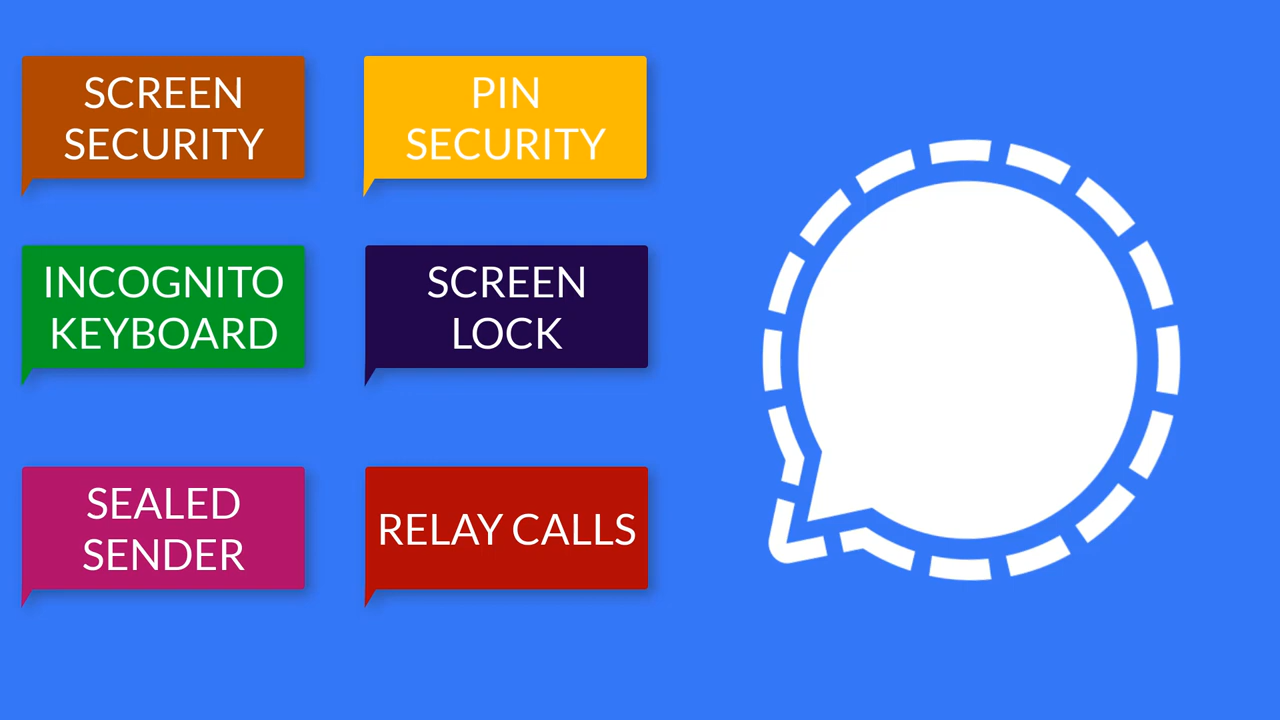 SCREEN
SECURITY
PIN
SECURITY
INCOGNITO
KEYBOARD
SCREEN
LOCK
SEALED
SENDER
RELAY CALLS